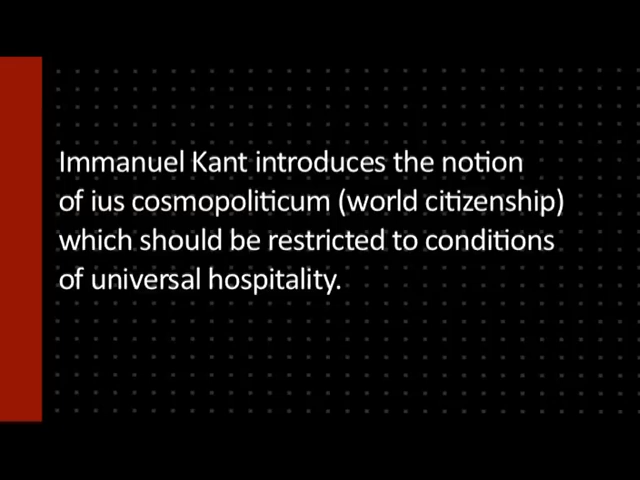 Immanuel Kant introduces the notion
of ius cosmopoliticum (world citizenship)
which should be restricted to conditions
of universal hospitality.